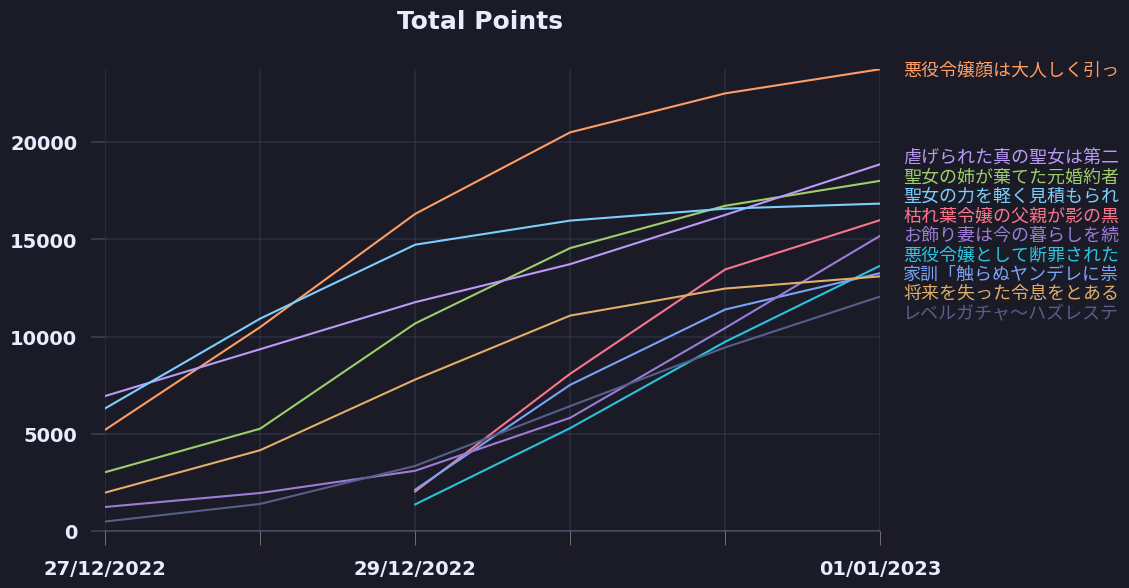 Total Points
悪役令嬢顔は大人しく引っ
20000
虐げられた真の聖女は第二
聖女の姉が棄てた元婚約者
聖女の力を軽く見積もられ
枯れ葉令嬢の父親が影の黒
お飾り妻は今の暮らしを続
15000
悪役令嬢として断罪された
家訓「触らぬヤンデレに祟
将来を失った令息をとある
レベルガチャ～ハズレステ
10000
5000
0
27/12/2022
29/12/2022
01/01/2023